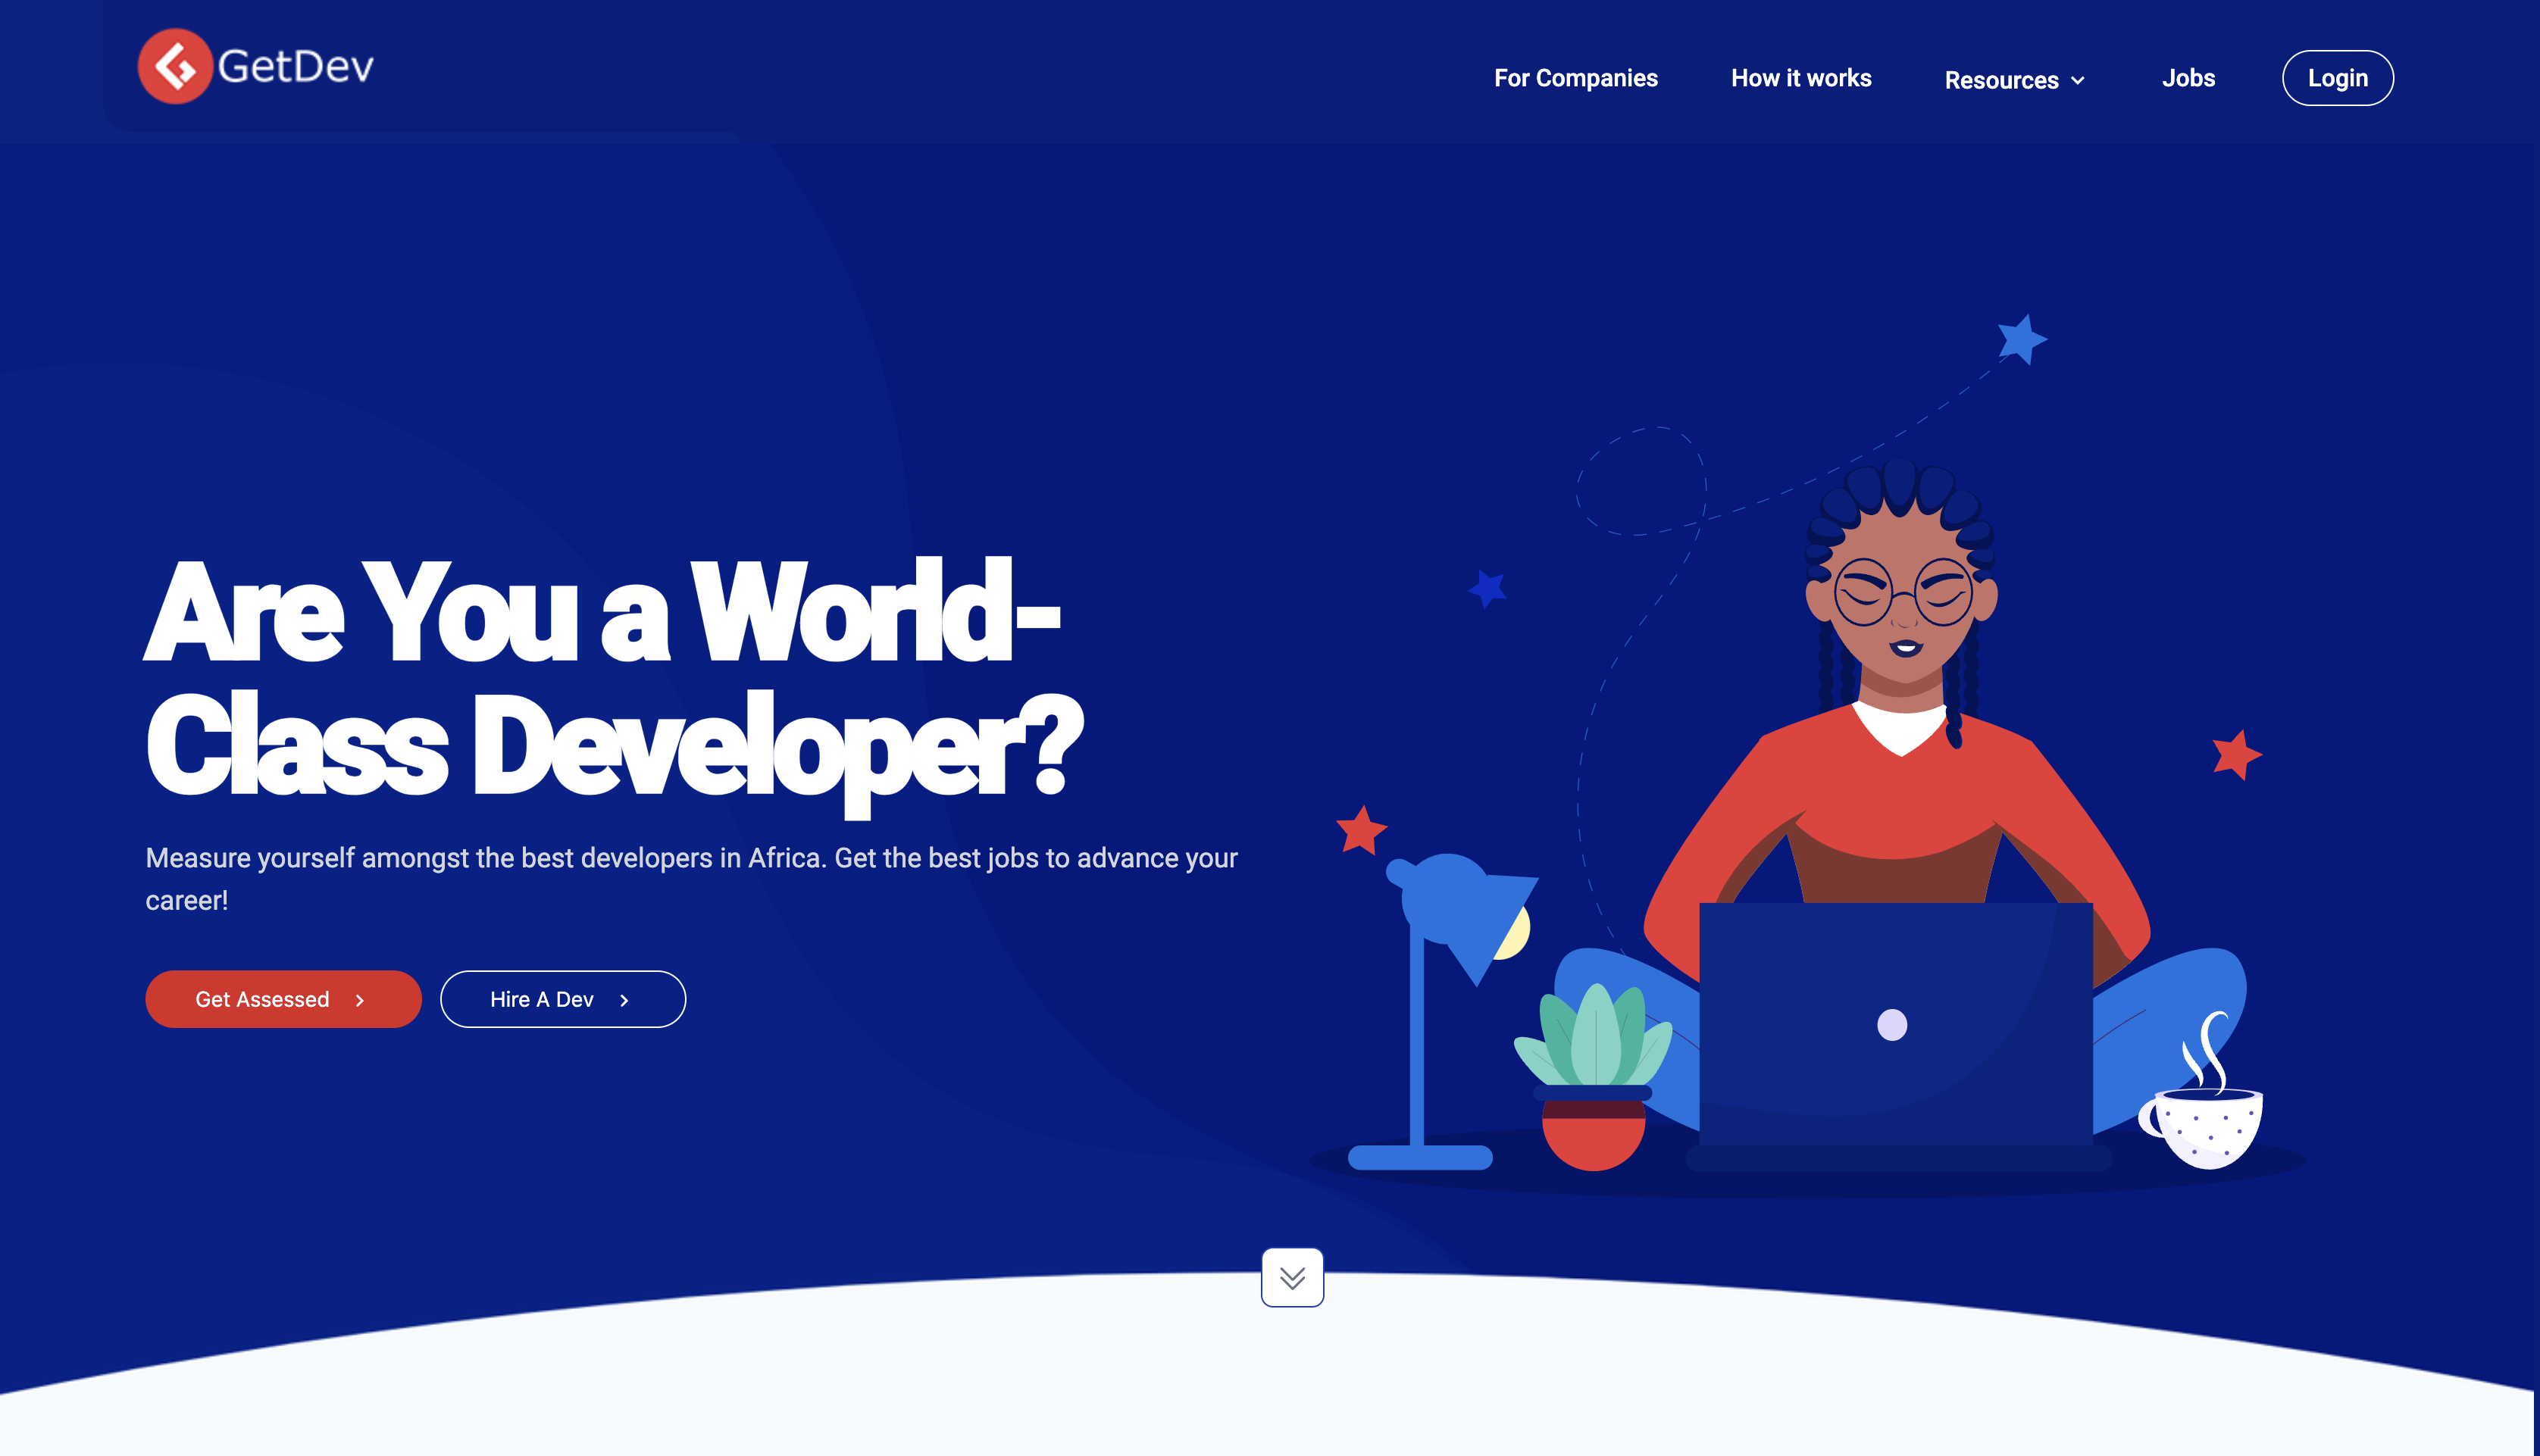 GetDev
For Companies
How it works
Resources
Jobs
Login
Are You a World-
Class Developer?
Measure yourself amongst the best developers in Africa. Get the best jobs to advance your
career!
Get Assessed
Hire A Dev